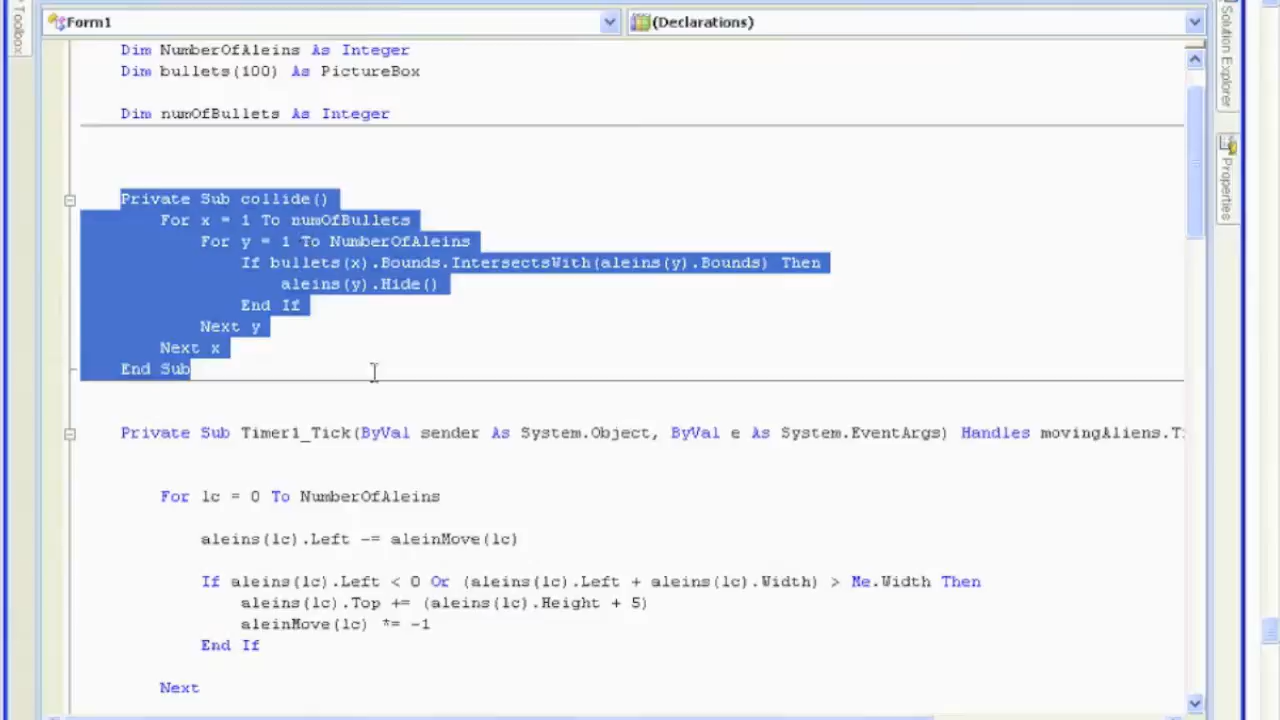 Toolbox
Form1
(Declarations)
Solution Explorer
Properties
Dim NumberOfAleins As Integer
Dim bullets(100) As PictureBox
Dim numOfBullets As Integer
Private Sub collide()
For x = 1 To numOfBullets
For y = 1 To NumberOfAleins
If bullets(x).Bounds.IntersectsWith(aleins(y).Bounds) Then
aleins(y).Hide()
End If
Next y
Next x
End Sub
Private Sub Timer1_Tick(ByVal sender As System.Object, ByVal e As System.EventArgs) Handles movingAliens.T
For lc = 0 To NumberOfAleins
aleins(lc).Left -= aleinMove(lc)
If aleins(lc).Left < 0 Or (aleins(lc).Left + aleins(lc).Width) > Me.Width Then
aleins(lc).Top += (aleins(lc).Height + 5)
aleinMove(lc) *= -1
End If
Next